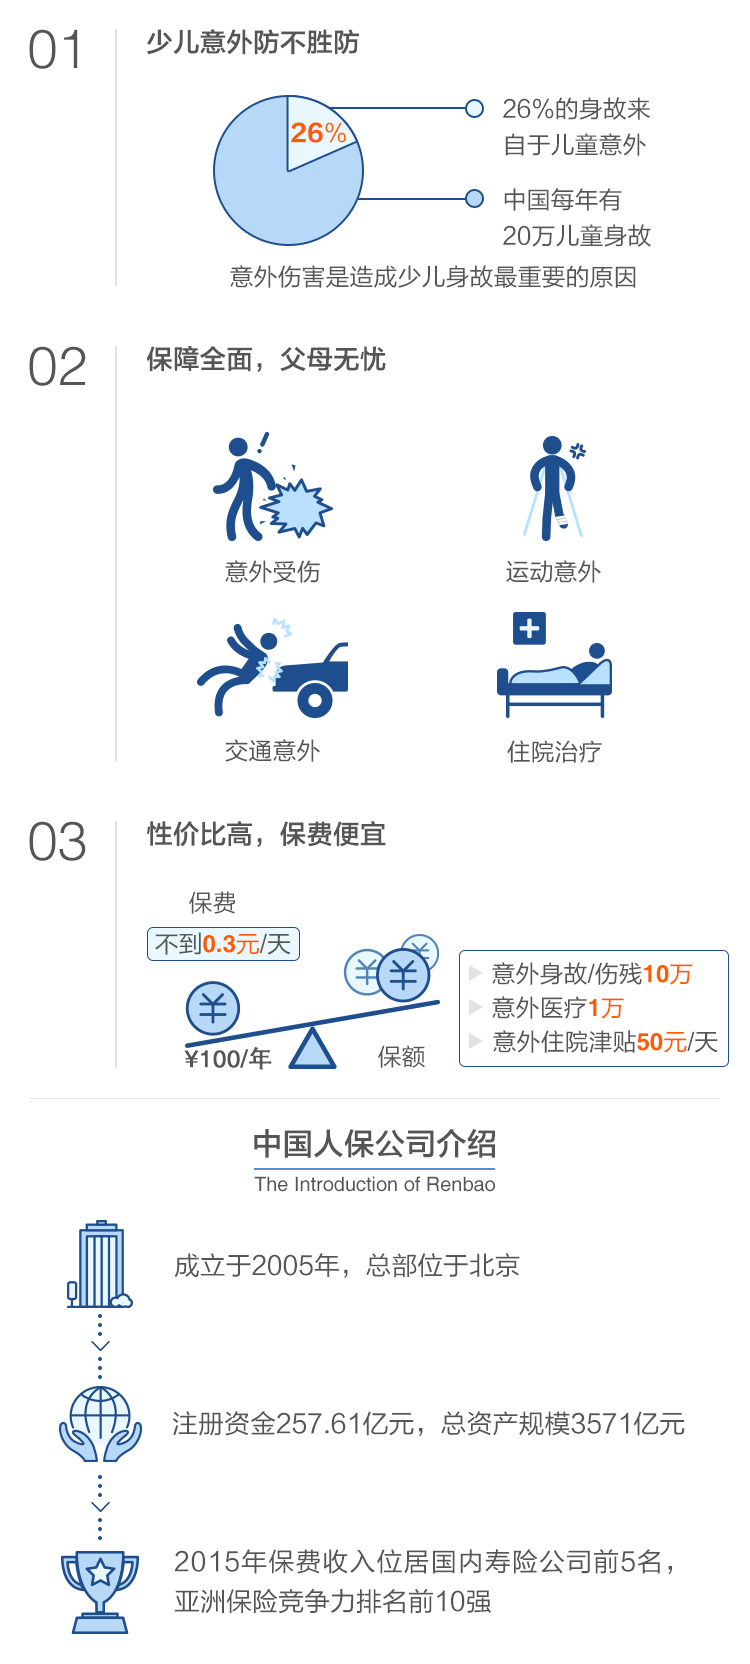 01
少儿意外防不胜防
26%
26%的身故来
自于儿童意外
中国每年有
20万儿童身故
意外伤害是造成少儿身故最重要的原因
02
保障全面，父母无忧
意外受伤
运动意外
交通意外
住院治疗
03
性价比高，保费便宜
保费
不到0.3元/天
¥
¥
¥
¥
¥100/年
保额
意外身故/伤残10万
意外医疗1万
意外住院津贴50元/天
中国人保公司介绍
The Introduction of Renbao
成立于2005年，总部位于北京
注册资金257.61亿元，总资产规模3571亿元
2015年保费收入位居国内寿险公司前5名，
亚洲保险竞争力排名前10强